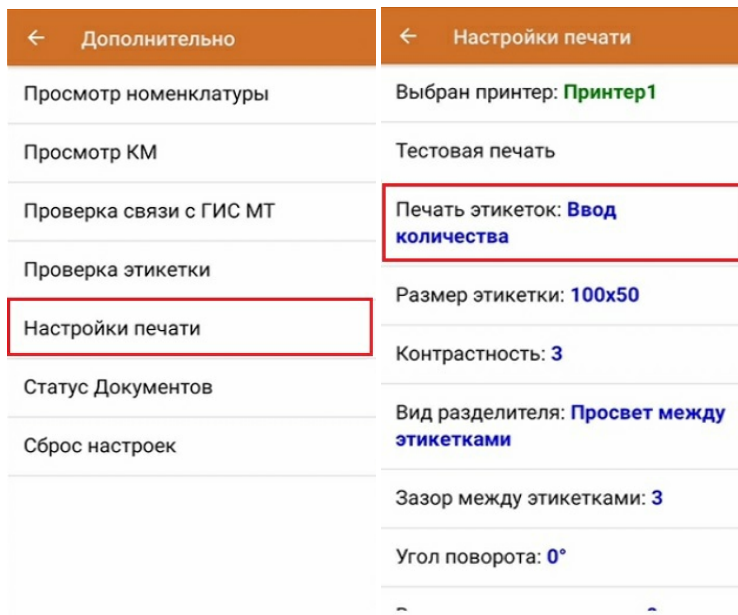 Дополнительно
Просмотр номенклатуры
Просмотр КМ
Проверка связи с ГИС МТ
Проверка этикетки
Настройки печати
Статус Документов
Сброс настроек
Настройки печати
Выбран принтер: Принтер1
Тестовая печать
Печать этикеток: Ввод
количества
Размер этикетки: 100x50
Контрастность: 3
Вид разделителя: Просвет между
этикетками
Зазор между этикетками: 3
Угол поворота: 0°